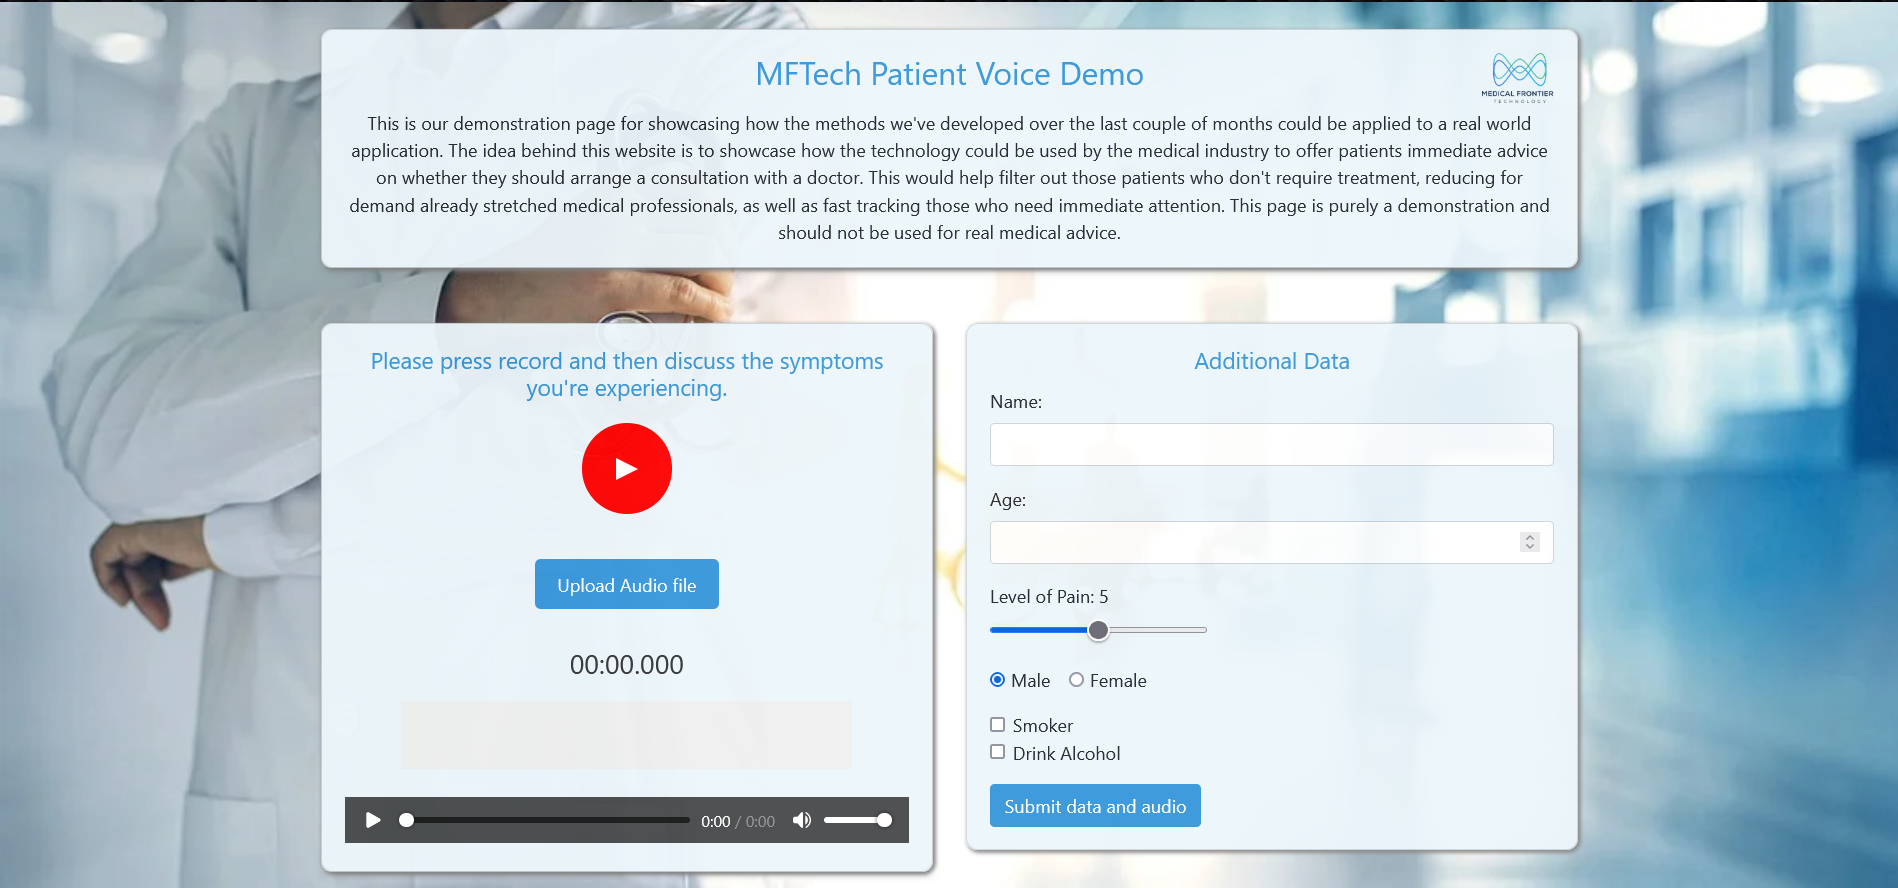 MFTech Patient Voice Demo
MEDICAL FRONTIER
TECHNOLOGY
This is our demonstration page for showcasing how the methods we've developed over the last couple of months could be applied to a real world
application. The idea behind this website is to showcase how the technology could be used by the medical industry to offer patients immediate advice
on whether they should arrange a consultation with a doctor. This would help filter out those patients who don't require treatment, reducing for
demand already stretched medical professionals, as well as fast tracking those who need immediate attention. This page is purely a demonstration and
should not be used for real medical advice.
Please press record and then discuss the symptoms
you're experiencing.
Upload Audio file
00:00.000
0:00 / 0:00
Additional Data
Name:
Age:
Level of Pain: 5
Male Female
Smoker
Drink Alcohol
Submit data and audio